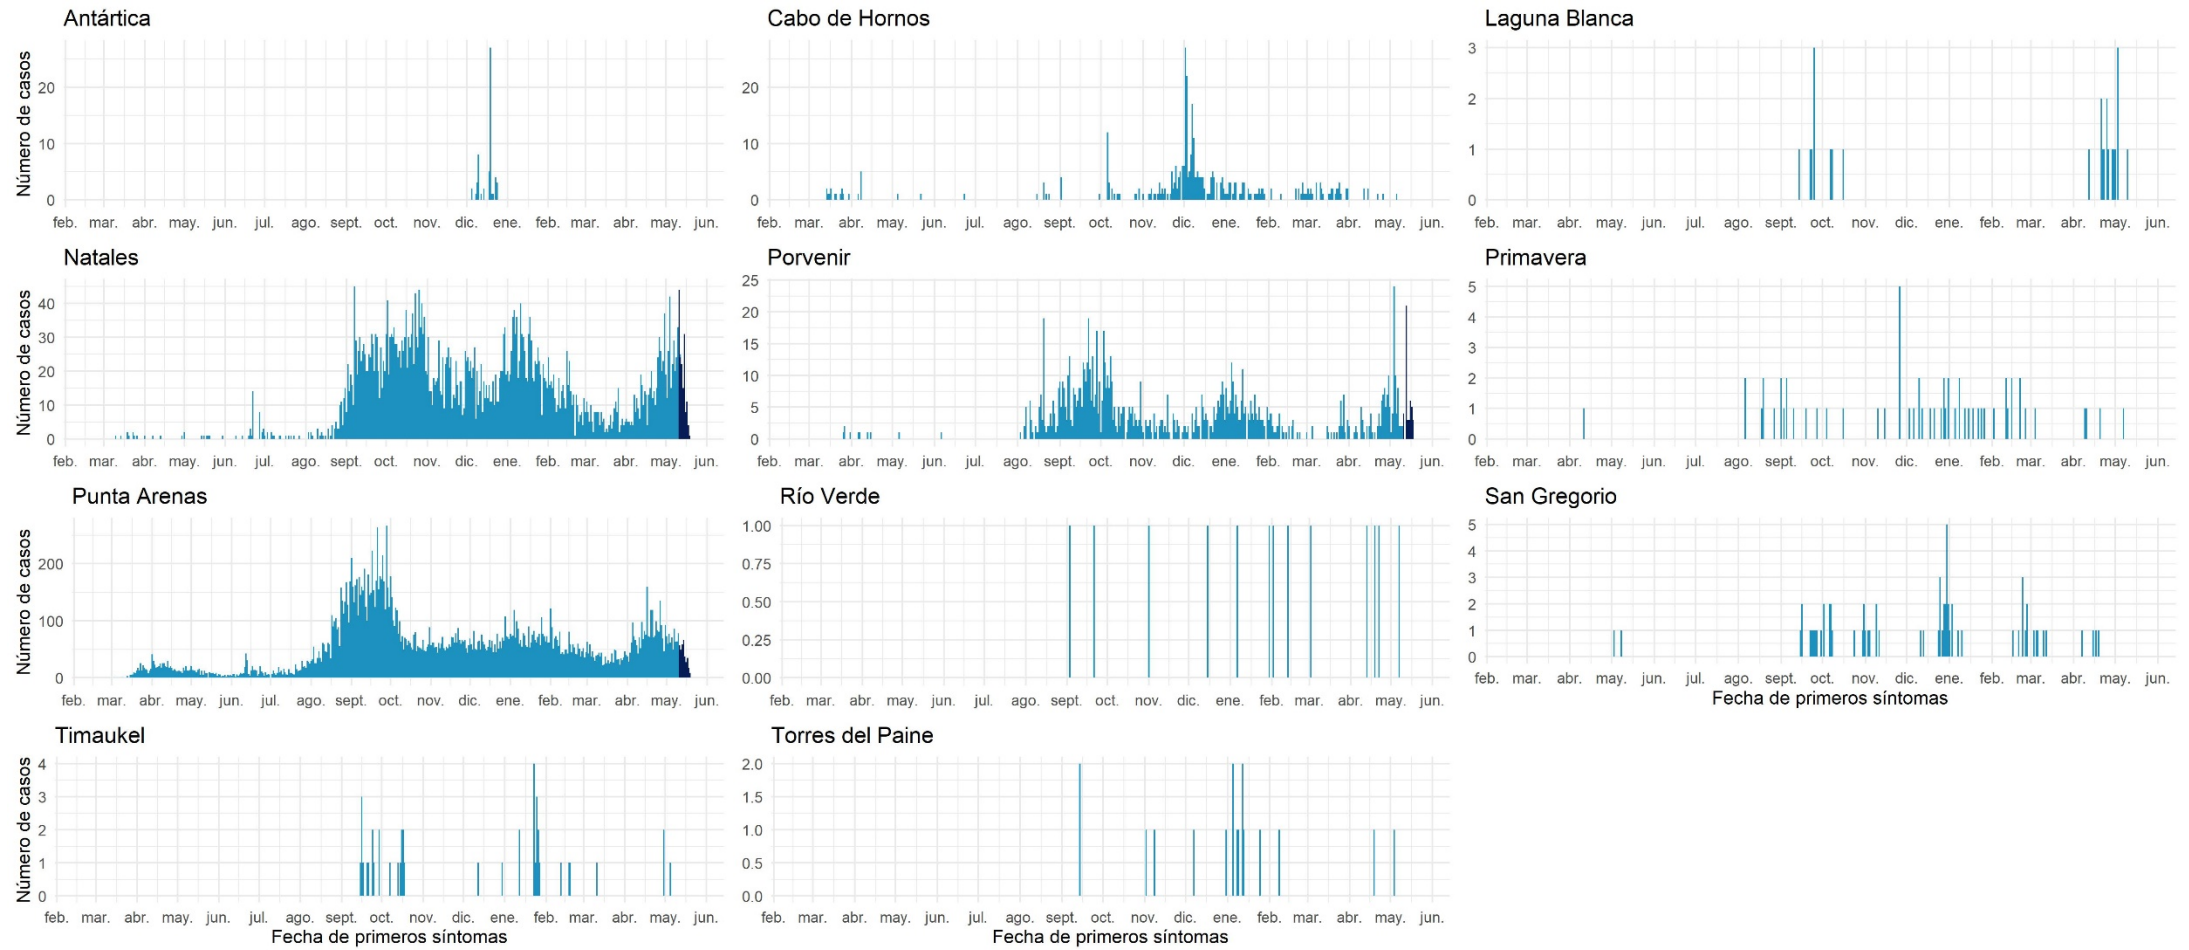 Antártica
Número de casos
20
10
0
feb. mar. abr. may. jun. jul. ago. sept. oct. nov. dic. ene. feb. mar. abr. may. jun.
Cabo de Hornos
20
10
0
feb. mar. abr. may. jun. jul. ago. sept. oct. nov. dic. ene. feb. mar. abr. may. jun.
Laguna Blanca
3
2
1
0
feb. mar. abr. may. jun. jul. ago. sept. oct. nov. dic. ene. feb. mar. abr. may. jun.
Natales
Número de casos
40
30
20
10
0
feb. mar. abr. may. jun. jul. ago. sept. oct. nov. dic. ene. feb. mar. abr. may. jun.
Porvenir
25
20
15
10
5
0
feb. mar. abr. may. jun. jul. ago. sept. oct. nov. dic. ene. feb. mar. abr. may. jun.
Primavera
5
4
3
2
1
0
feb. mar. abr. may. jun. jul. ago. sept. oct. nov. dic. ene. feb. mar. abr. may. jun.
Punta Arenas
Número de casos
200
100
0
feb. mar. abr. may. jun. jul. ago. sept. oct. nov. dic. ene. feb. mar. abr. may. jun.
Río Verde
1.00
0.75
0.50
0.25
0.00
feb. mar. abr. may. jun. jul. ago. sept. oct. nov. dic. ene. feb. mar. abr. may. jun.
San Gregorio
5
4
3
2
1
0
feb. mar. abr. may. jun. jul. ago. sept. oct. nov. dic. ene. feb. mar. abr. may. jun.
Fecha de primeros síntomas
Timaukel
Número de casos
4
3
2
1
0
feb. mar. abr. may. jun. jul. ago. sept. oct. nov. dic. ene. feb. mar. abr. may. jun.
Fecha de primeros síntomas
Torres del Paine
2.0
1.5
1.0
0.5
0.0
feb. mar. abr. may. jun. jul. ago. sept. oct. nov. dic. ene. feb. mar. abr. may. jun.
Fecha de primeros síntomas